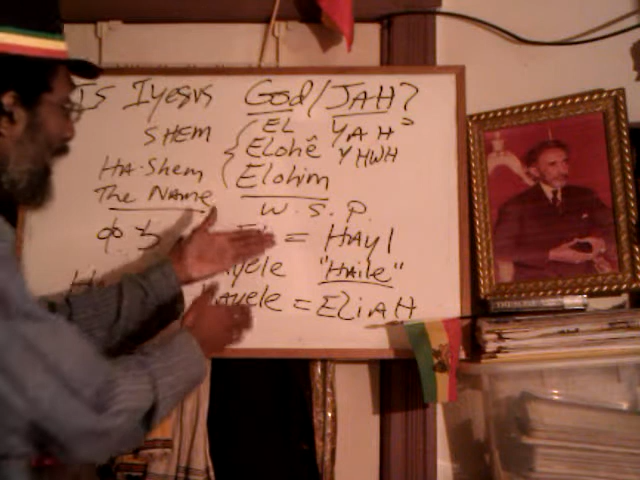 IS IYESUS God/JAH?
SHEM EL YAH
Ha-Shem Elohê YHWH
The Name Elohim
W.S.P.
= HAYl
"HAILE"
= ELiAH